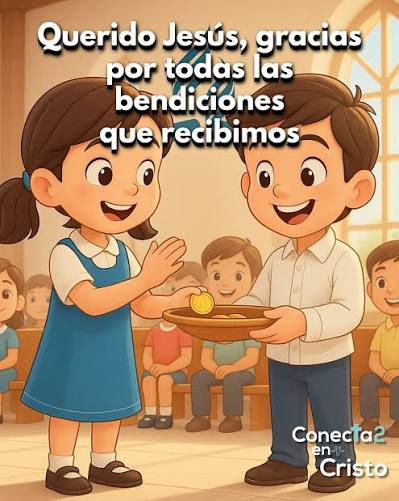 Querido Jesús, gracias
por todas las
bendiciones
que recibimos
Conecta2
en
Cristo